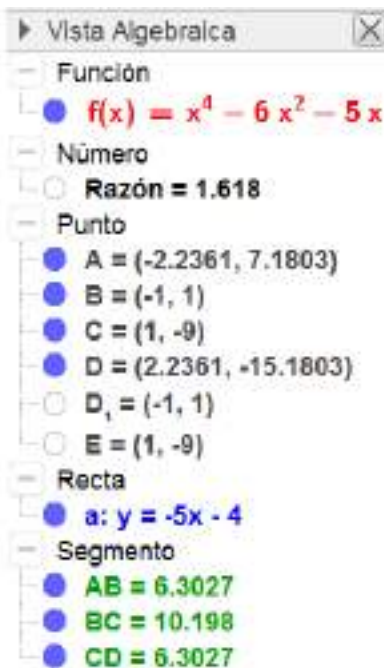 Vista Algebraica
Función
f(x) = x⁴ − 6 x² − 5 x
Número
Razón = 1.618
Punto
A = (-2.2361, 7.1803)
B = (-1, 1)
C = (1, -9)
D = (2.2361, -15.1803)
D₁ = (-1, 1)
E = (1, -9)
Recta
a: y = -5x - 4
Segmento
AB = 6.3027
BC = 10.198
CD = 6.3027